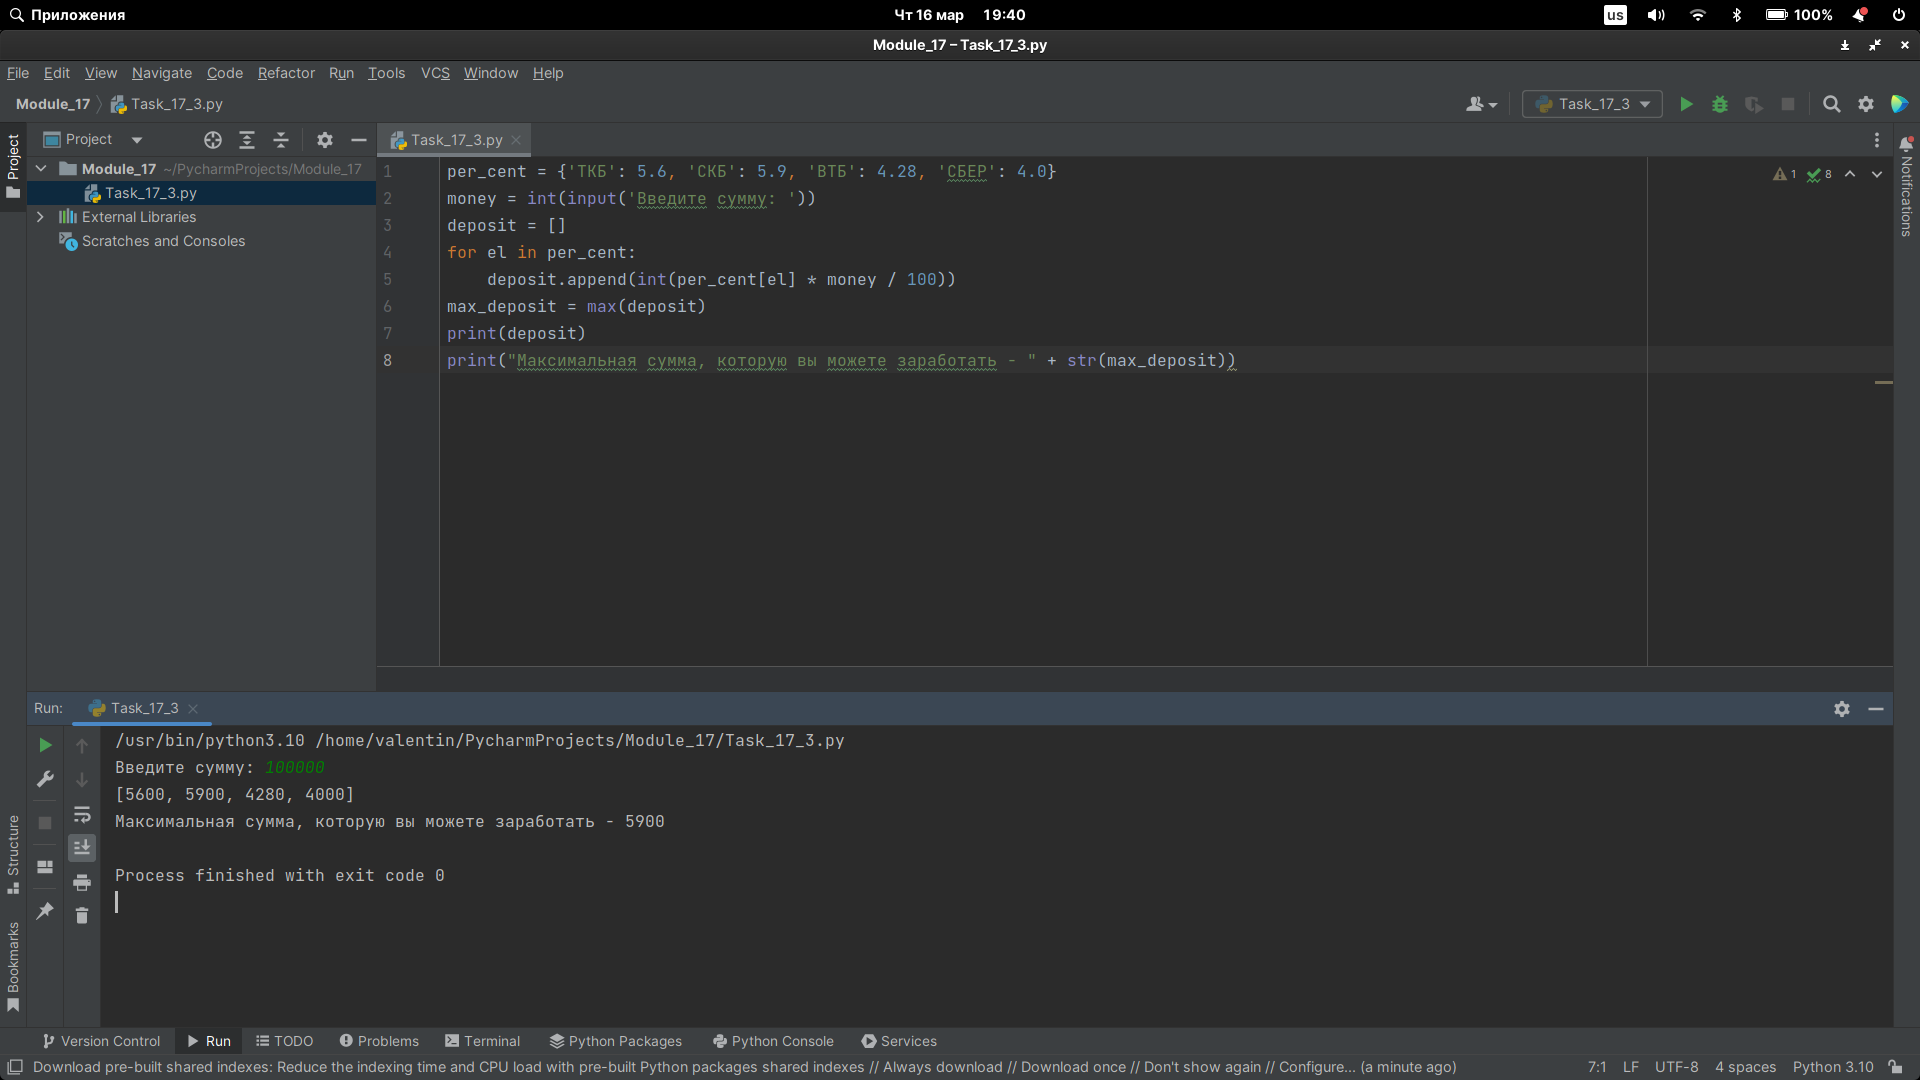 Приложения
Чт 16 мар 19:40
us
100%
Module_17 – Task_17_3.py
File Edit View Navigate Code Refactor Run Tools VCS Window Help
Module_17 Task_17_3.py
Task_17_3
Project
Project
Task_17_3.py
Module_17 ~/PycharmProjects/Module_17
Task_17_3.py
External Libraries
Scratches and Consoles
1 per_cent = {'ТКБ': 5.6, 'СКБ': 5.9, 'ВТБ': 4.28, 'СБЕР': 4.0}
2 money = int(input('Введите сумму: '))
3 deposit = []
4 for el in per_cent:
5 deposit.append(int(per_cent[el] * money / 100))
6 max_deposit = max(deposit)
7 print(deposit)
8 print("Максимальная сумма, которую вы можете заработать - " + str(max_deposit))
1 8
Notifications
Run: Task_17_3
/usr/bin/python3.10 /home/valentin/PycharmProjects/Module_17/Task_17_3.py
Введите сумму: 100000
[5600, 5900, 4280, 4000]
Максимальная сумма, которую вы можете заработать - 5900
Process finished with exit code 0
Structure
Bookmarks
Version Control Run TODO Problems Terminal Python Packages Python Console Services
Download pre-built shared indexes: Reduce the indexing time and CPU load with pre-built Python packages shared indexes // Always download // Download once // Don't show again // Configure... (a minute ago)
7:1 LF UTF-8 4 spaces Python 3.10